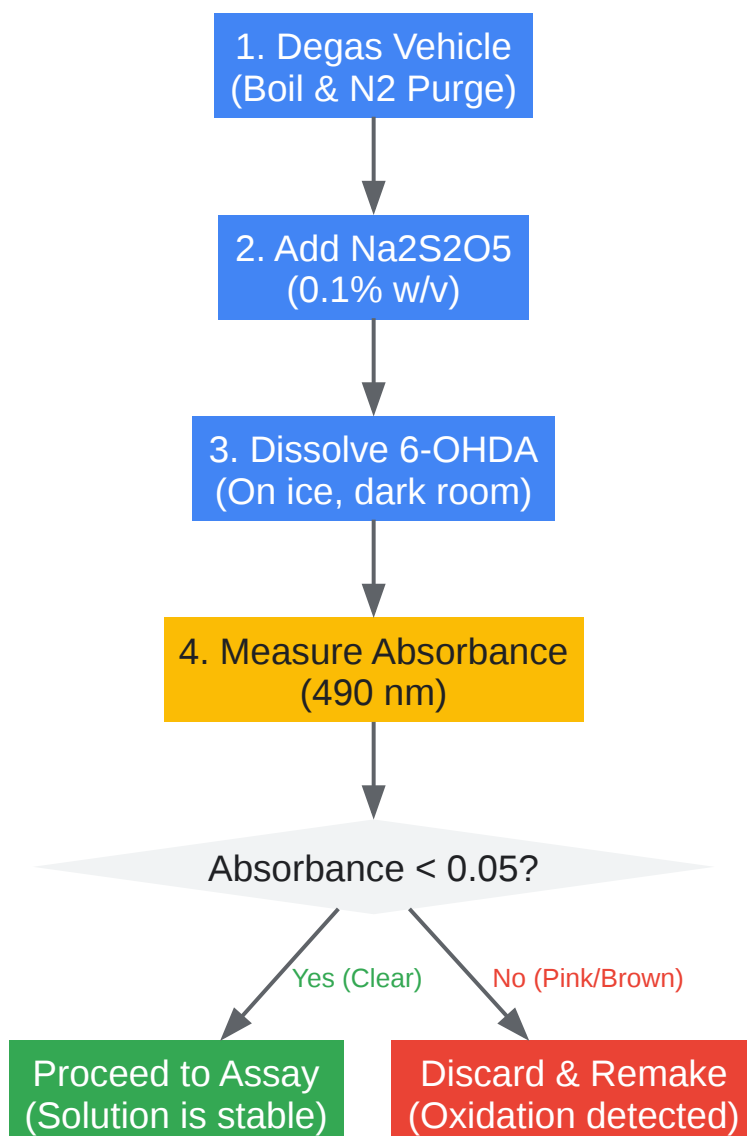 1. Degas Vehicle
(Boil & N2 Purge)
2. Add Na2S2O5
(0.1% w/v)
3. Dissolve 6-OHDA
(On ice, dark room)
4. Measure Absorbance
(490 nm)
Absorbance < 0.05?
Yes (Clear)
No (Pink/Brown)
Proceed to Assay
(Solution is stable)
Discard & Remake
(Oxidation detected)